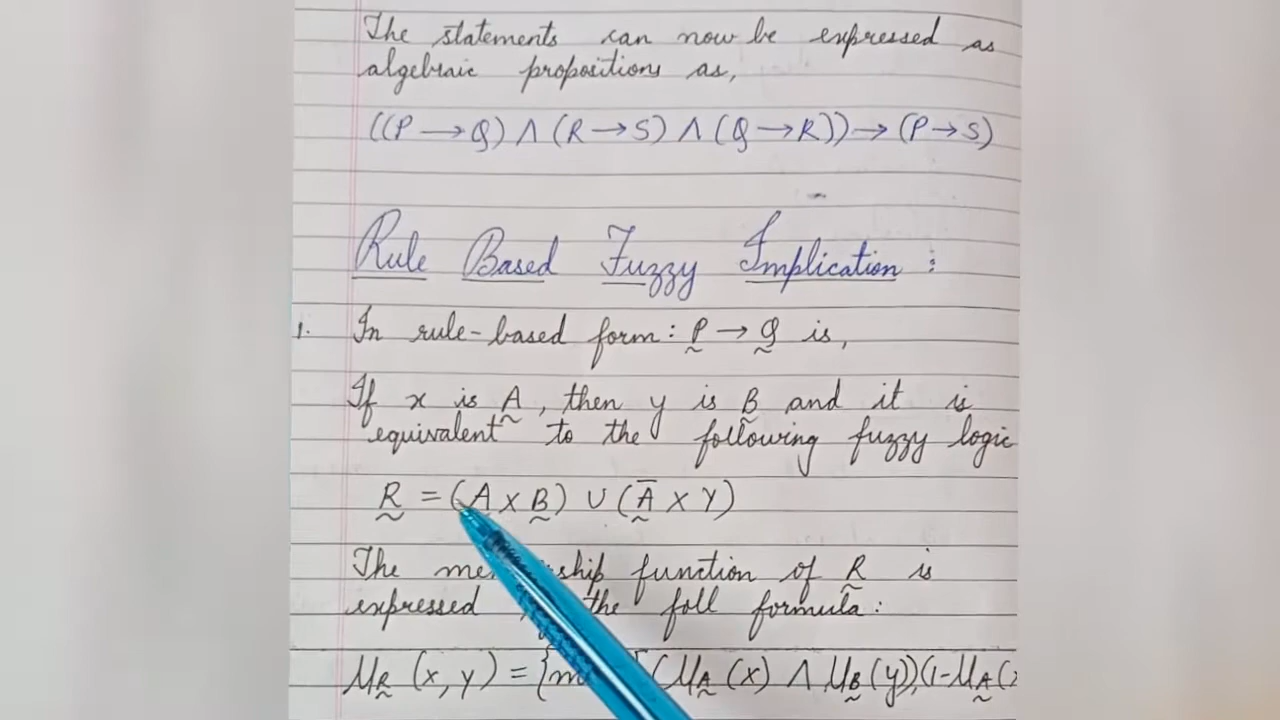 The statements can now be expressed as
algebraic propositions as,
((P → Q) ∧ (R → S) ∧ (Q → R)) → (P → S)
Rule Based Fuzzy Implication :
1. In rule-based form : P̰ → Q̰ is,
If x is A̰, then y is B̰ and it is
equivalent to the following fuzzy logic
R̰ = (A̰ × B̰) ∪ (Ā̰ × Y)
The function of R̰ is
expressed the foll formula :
μR̰ (x, y) = { (μA̰ (x) ∧ μB̰ (y)), (1-μA̰ (x